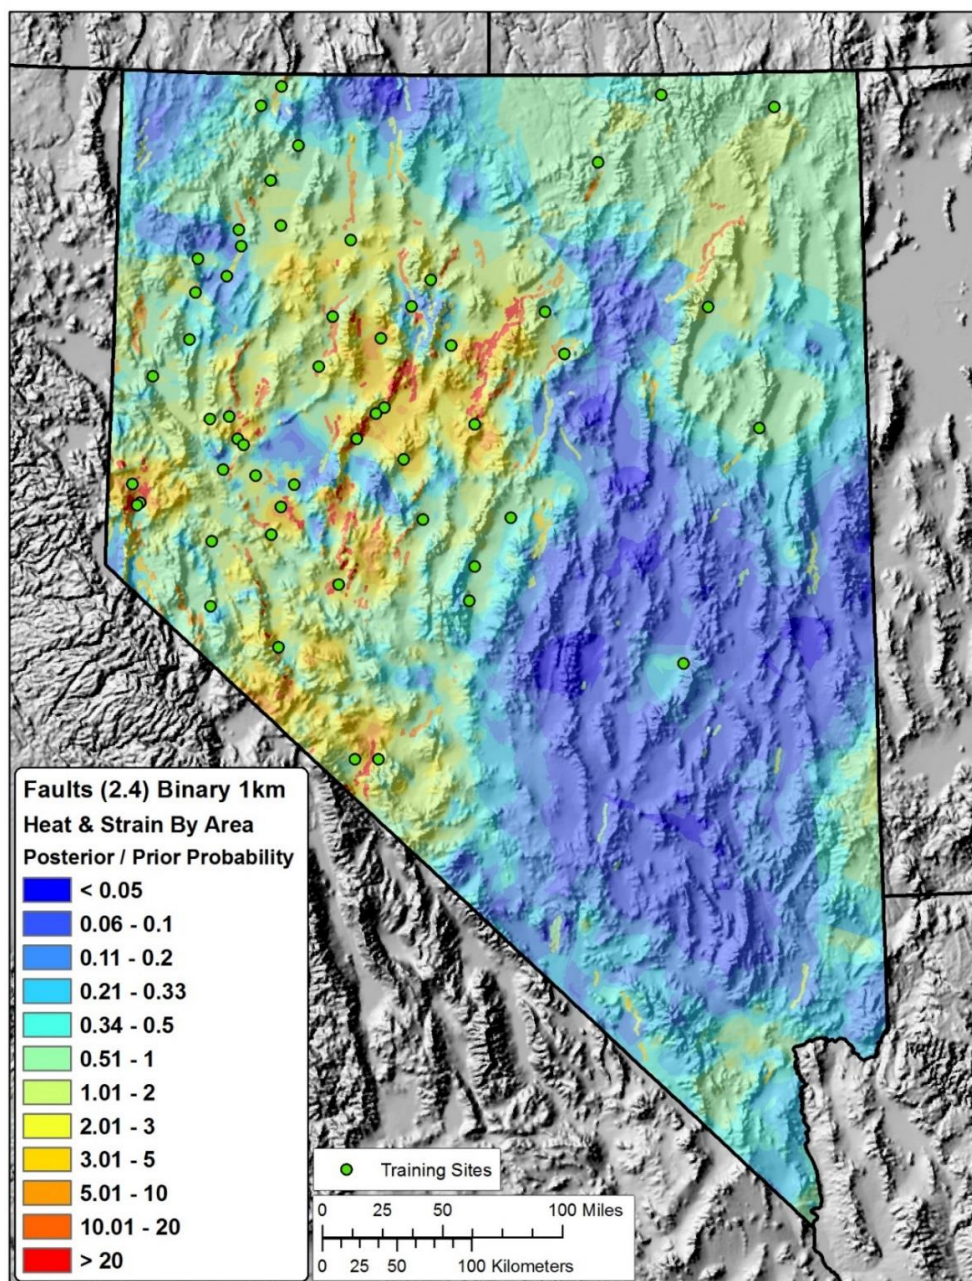 Faults (2.4) Binary 1km
Heat & Strain By Area
Posterior / Prior Probability
< 0.05
0.06 - 0.1
0.11 - 0.2
0.21 - 0.33
0.34 - 0.5
0.51 - 1
1.01 - 2
2.01 - 3
3.01 - 5
5.01 - 10
10.01 - 20
> 20
Training Sites
0 25 50 100 Miles
0 25 50 100 Kilometers